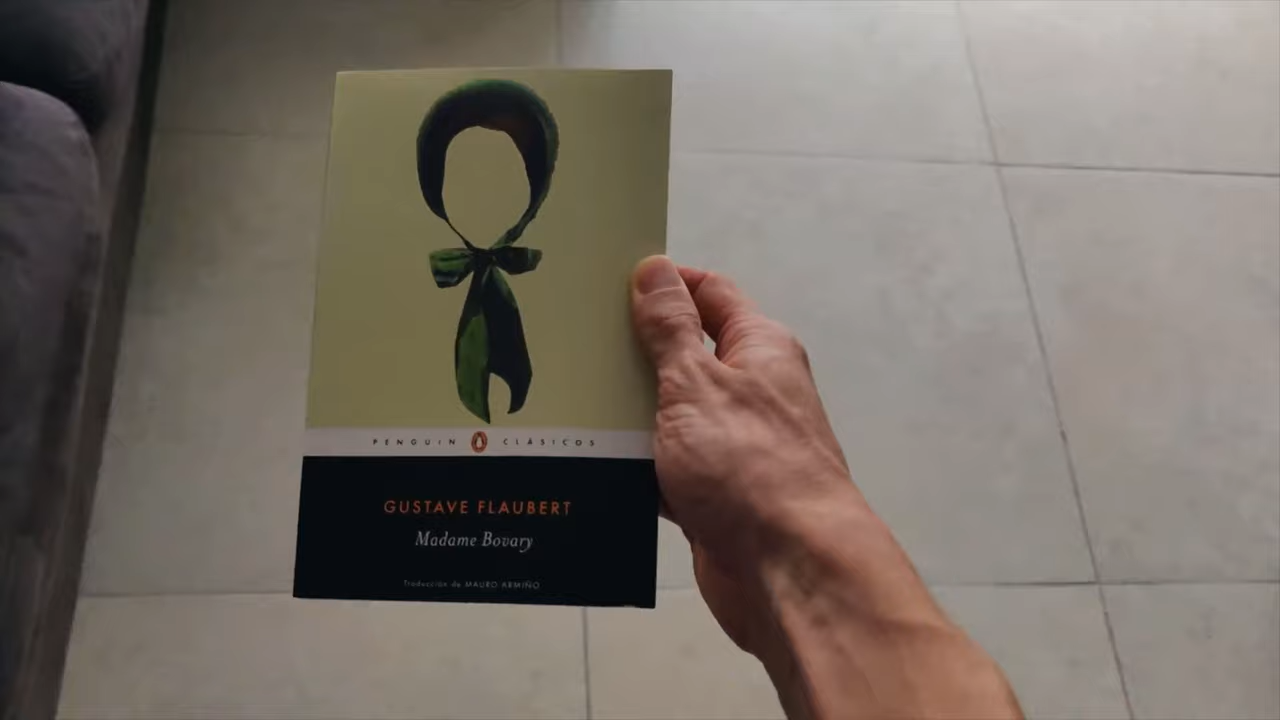 PENGUIN CLÁSICOS
GUSTAVE FLAUBERT
Madame Bovary
Traducción de MAURO ARMIÑO